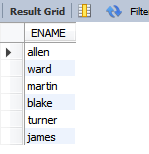 Result Grid Filte
ENAME
allen
ward
martin
blake
turner
james